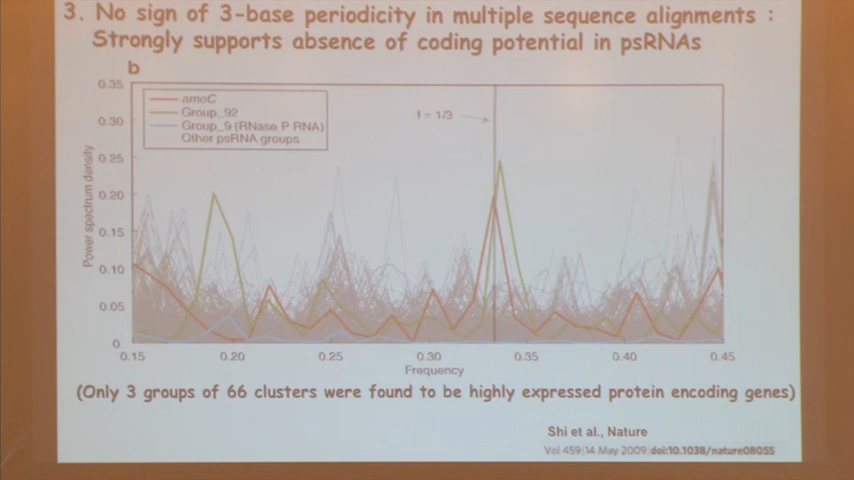 3. No sign of 3-base periodicity in multiple sequence alignments :
Strongly supports absence of coding potential in psRNAs
b
0.35
0.30
0.25
0.20
0.15
0.10
0.05
0
Power spectrum density
amoC
Group_92
Group_9 (RNase P RNA)
Other psRNA groups
f = 1/3
0.15
0.20
0.25
0.30
0.35
0.40
0.45
Frequency
(Only 3 groups of 66 clusters were found to be highly expressed protein encoding genes)
Shi et al., Nature
Vol 459|14 May 2009|doi:10.1038/nature08055